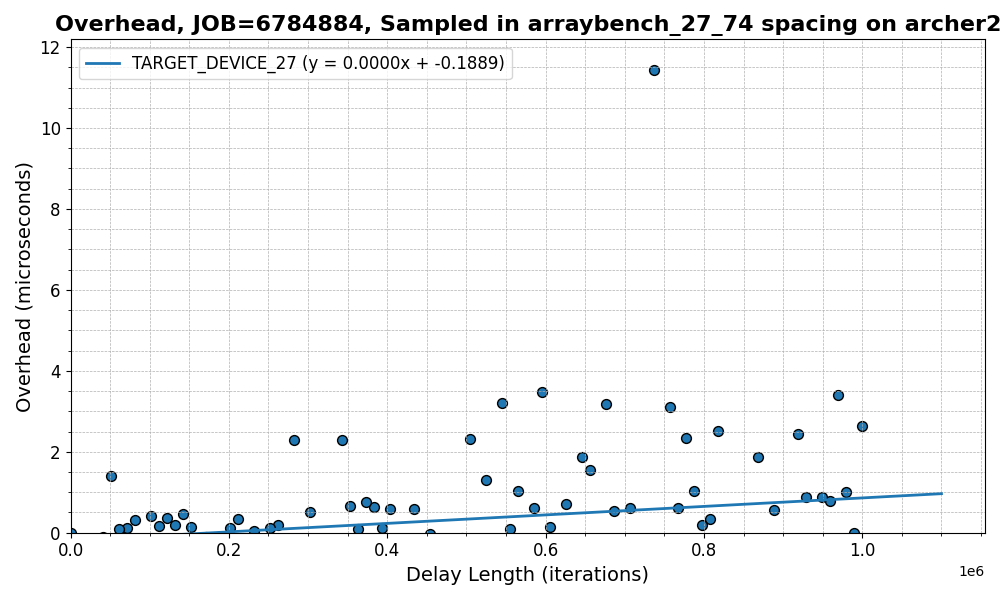 Overhead, JOB=6784884, Sampled in arraybench_27_74 spacing on archer2
TARGET_DEVICE_27 (y = 0.0000x + -0.1889)
12
10
8
6
4
2
0
Overhead (microseconds)
0.0 0.2 0.4 0.6 0.8 1.0
1e6
Delay Length (iterations)